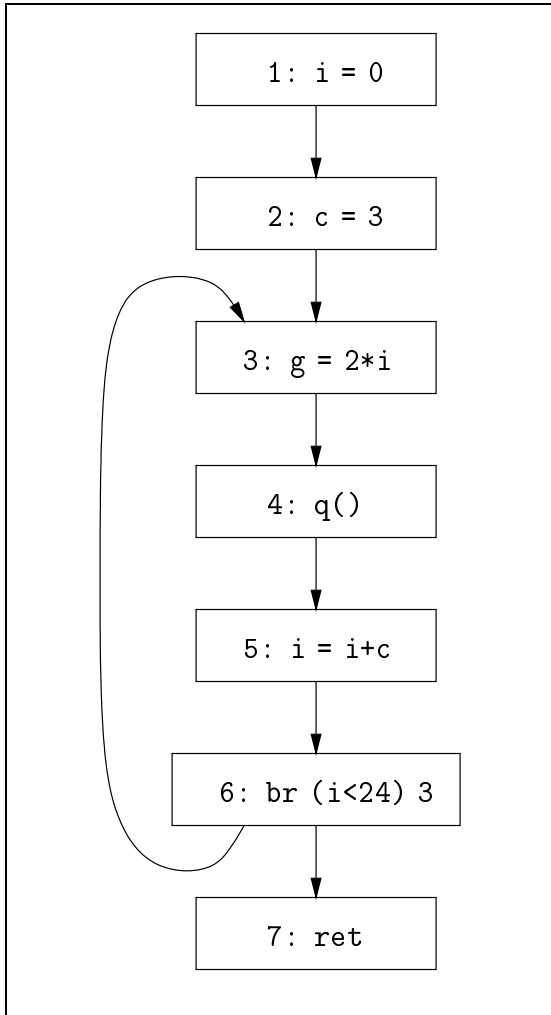 1: i = 0
2: c = 3
3: g = 2*i
4: q()
5: i = i+c
6: br (i<24) 3
7: ret